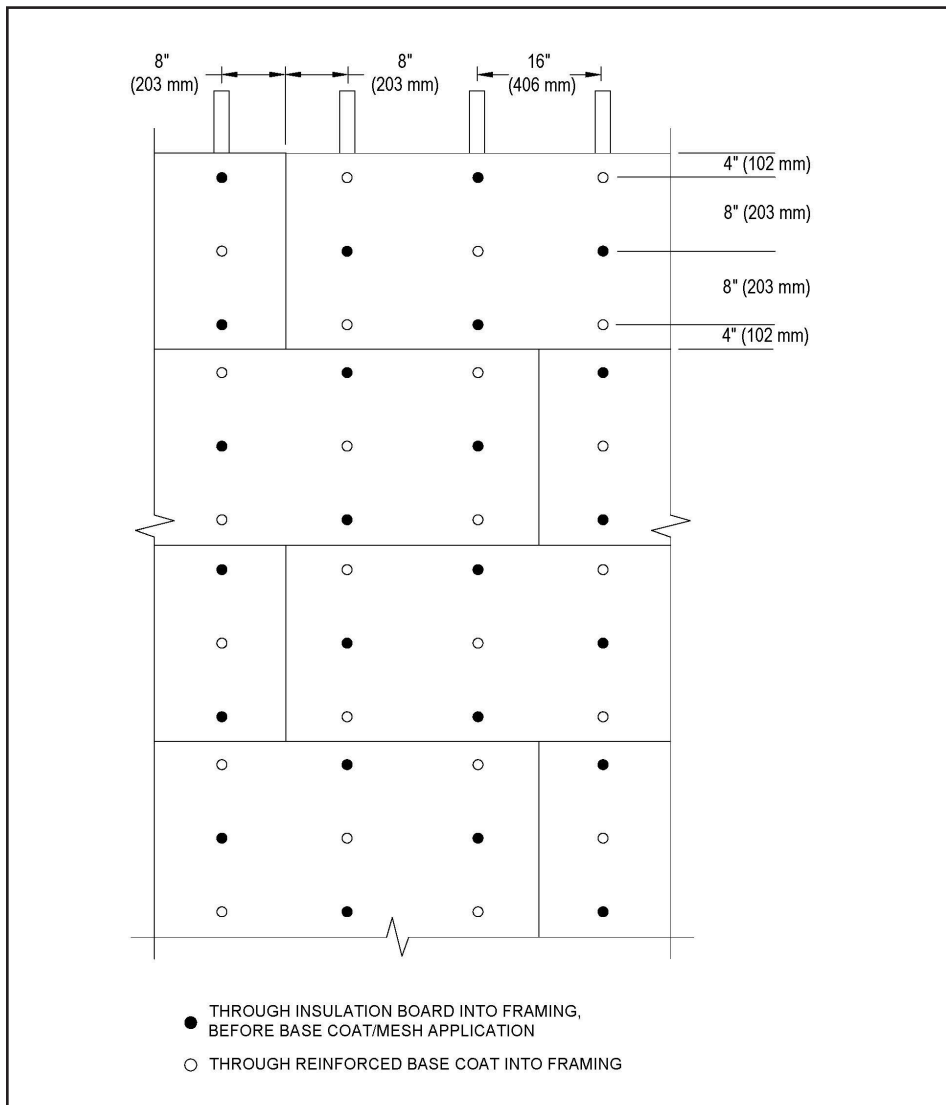 8"
(203 mm)
8"
(203 mm)
16"
(406 mm)
4" (102 mm)
8" (203 mm)
8" (203 mm)
4" (102 mm)
THROUGH INSULATION BOARD INTO FRAMING,
BEFORE BASE COAT/MESH APPLICATION
THROUGH REINFORCED BASE COAT INTO FRAMING